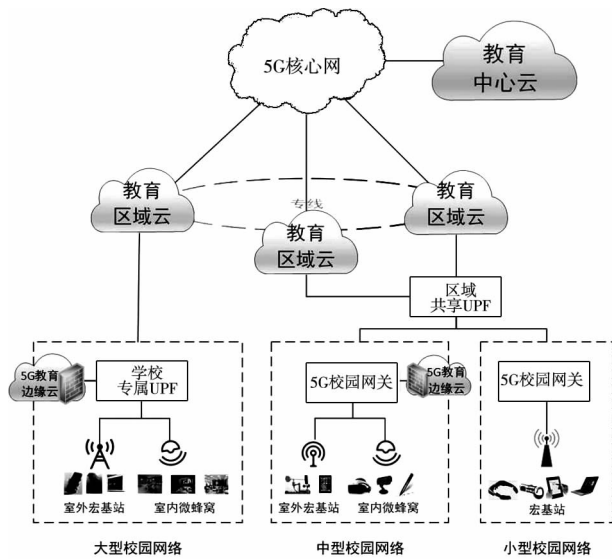 5G核心网
教育
中心云
教育
区域云
专线
教育
区域云
教育
区域云
区域
共享UPF
5G教育
边缘云
学校
专属UPF
5G校园网关
5G教育
边缘云
5G校园网关
室外宏基站
室内微蜂窝
室外宏基站
室内微蜂窝
宏基站
大型校园网络
中型校园网络
小型校园网络